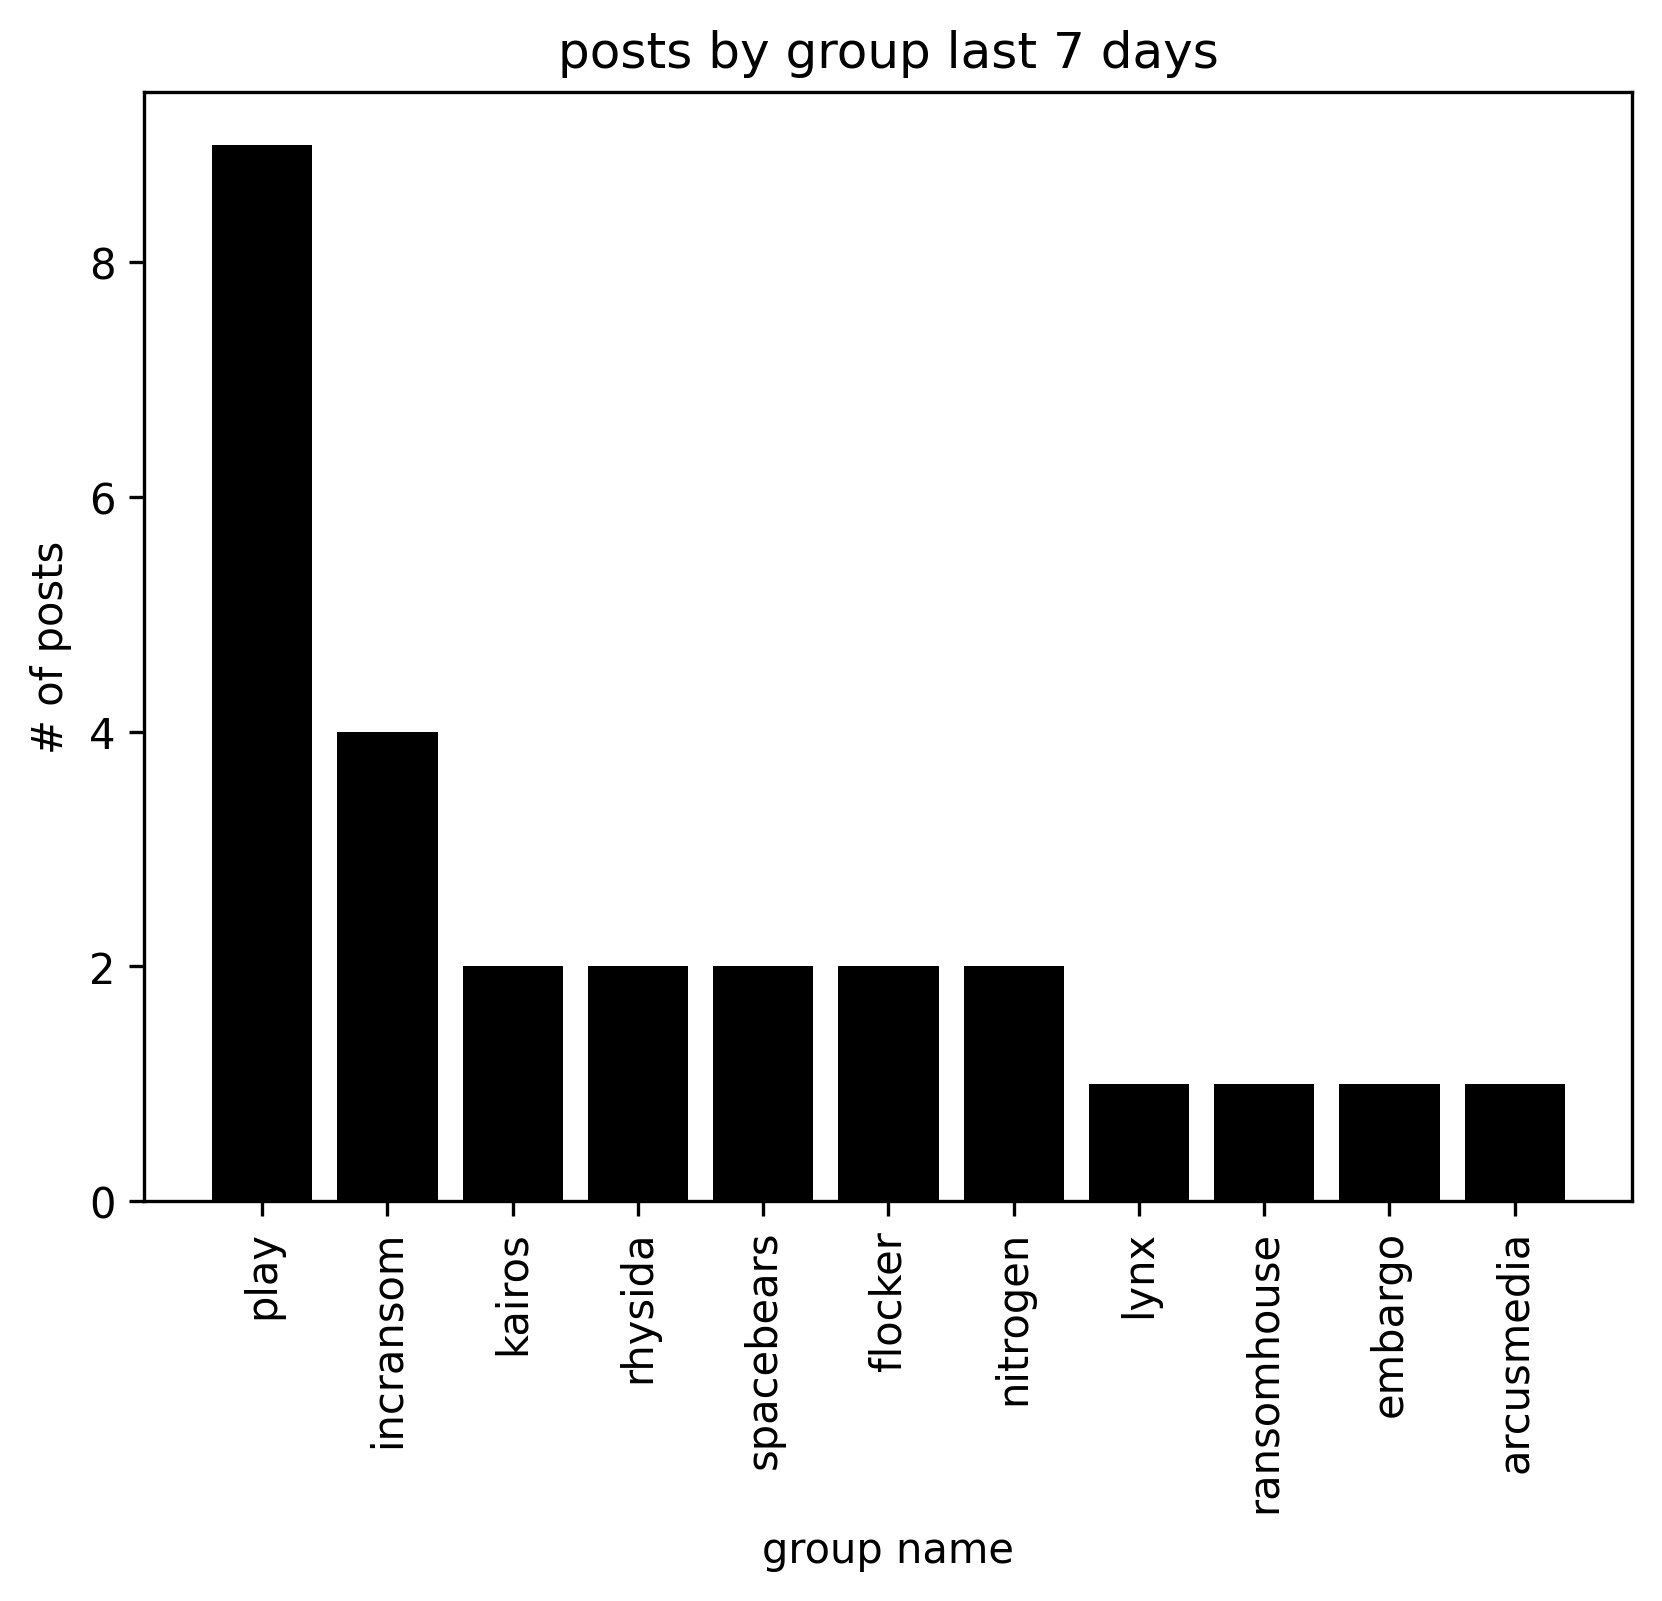 posts by group last 7 days
# of posts
8
6
4
2
0
play
incransom
kairos
rhysida
spacebears
flocker
nitrogen
lynx
ransomhouse
embargo
arcusmedia
group name